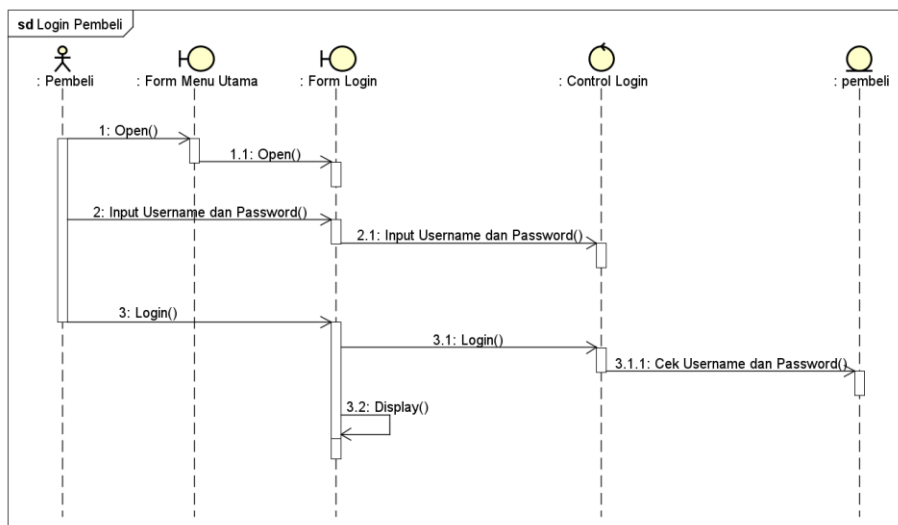 sd Login Pembeli
: Pembeli
: Form Menu Utama
: Form Login
: Control Login
: pembeli
1: Open()
1.1: Open()
2: Input Username dan Password()
2.1: Input Username dan Password()
3: Login()
3.1: Login()
3.1.1: Cek Username dan Password()
3.2: Display()